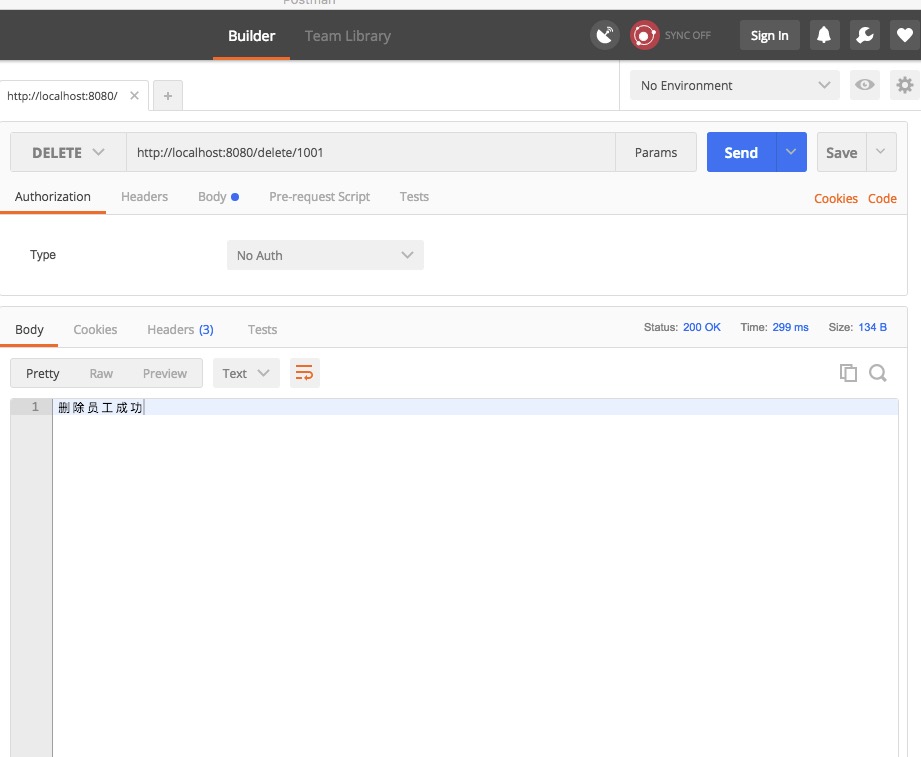 Postman
Builder Team Library SYNC OFF Sign In
http://localhost:8080/ No Environment
DELETE http://localhost:8080/delete/1001 Params Send Save
Authorization Headers Body Pre-request Script Tests Cookies Code
Type No Auth
Body Cookies Headers (3) Tests Status: 200 OK Time: 299 ms Size: 134 B
Pretty Raw Preview Text
1 删除员工成功